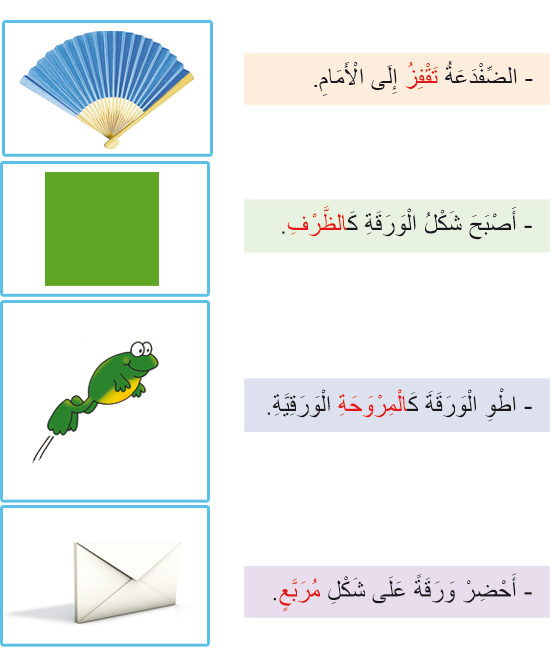 - الضِّفْدَعَةُ تَقْفِزُ إِلَى الْأَمَامِ.
- أَصْبَحَ شَكْلُ الْوَرَقَةِ كَالظَّرْفِ.
- اطْوِ الْوَرَقَةَ كَالْمِرْوَحَةِ الْوَرَقِيَّةِ.
- أَحْضِرْ وَرَقَةً عَلَى شَكْلِ مُرَبَّعٍ.